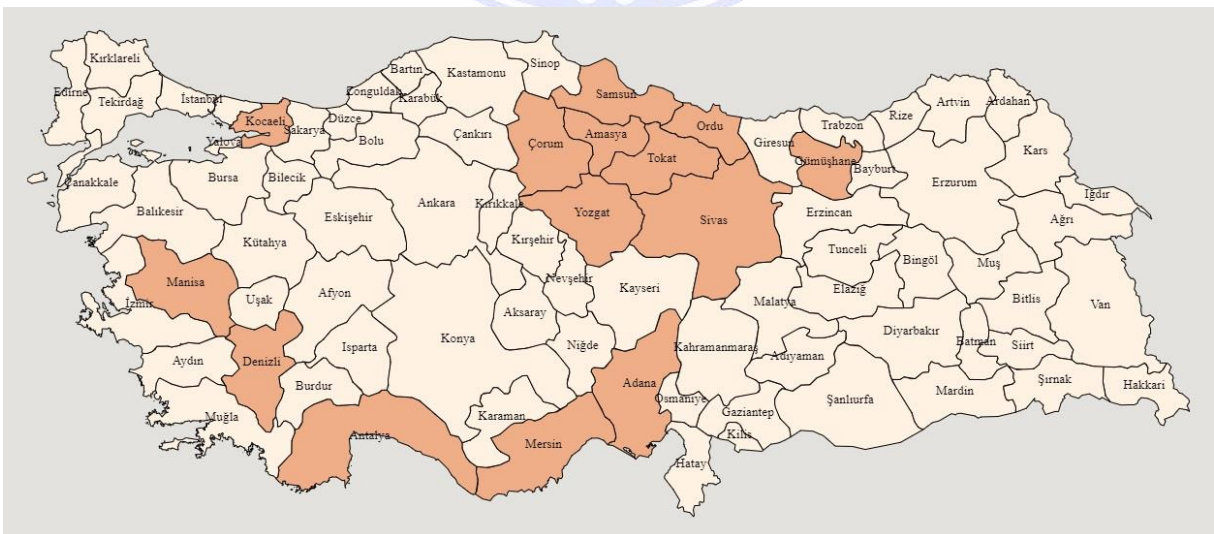 Kırklareli
Edirne
Tekirdağ
İstanbul
Kocaeli
Yalova
Sakarya
Düzce
Zonguldak
Bartın
Karabük
Kastamonu
Sinop
Samsun
Ordu
Giresun
Trabzon
Rize
Artvin
Ardahan
Kars
Çanakkale
Bursa
Bilecik
Bolu
Çankırı
Çorum
Amasya
Tokat
Gümüşhane
Bayburt
Erzurum
Iğdır
Ağrı
Balıkesir
Kütahya
Eskişehir
Ankara
Kırıkkale
Yozgat
Sivas
Erzincan
Kırşehir
Tunceli
Bingöl
Muş
Manisa
İzmir
Uşak
Afyon
Nevşehir
Kayseri
Malatya
Elazığ
Bitlis
Van
Aksaray
Konya
Isparta
Niğde
Aydın
Denizli
Burdur
Kahramanmaraş
Adıyaman
Diyarbakır
Batman
Siirt
Adana
Osmaniye
Gaziantep
Şanlıurfa
Mardin
Şırnak
Hakkari
Muğla
Antalya
Karaman
Mersin
Kilis
Hatay